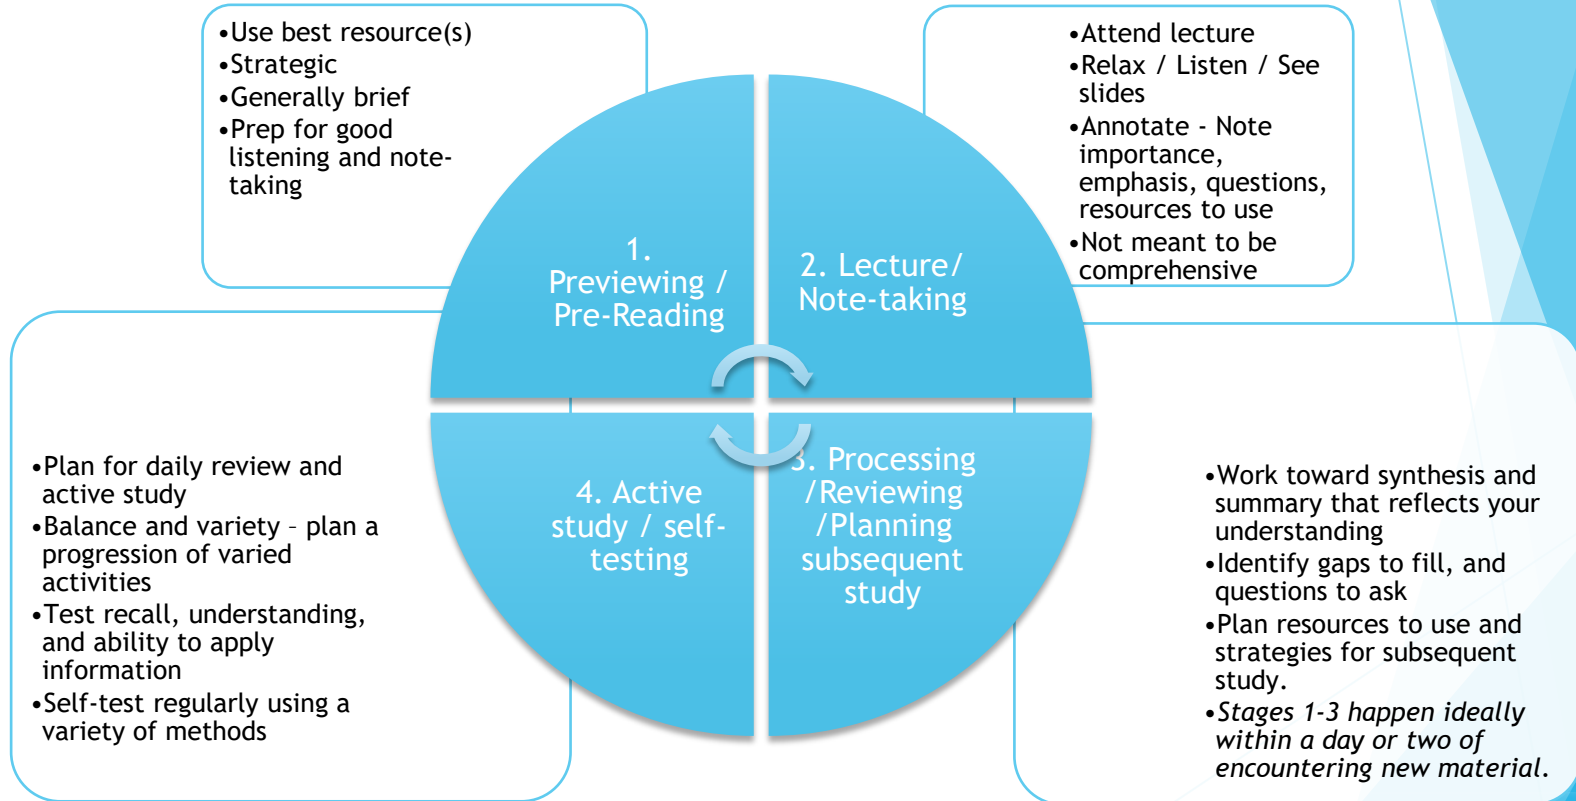 •Use best resource(s)
•Strategic
•Generally brief
•Prep for good
listening and note-
taking
•Attend lecture
•Relax / Listen / See
slides
•Annotate - Note
importance,
emphasis, questions,
resources to use
•Not meant to be
comprehensive
1.
Previewing /
Pre-Reading
2. Lecture/
Note-taking
3. Processing
/Reviewing
/Planning
subsequent
study
4. Active
study / self-
testing
•Work toward synthesis and
summary that reflects your
understanding
•Identify gaps to fill, and
questions to ask
•Plan resources to use and
strategies for subsequent
study.
•Stages 1-3 happen ideally
within a day or two of
encountering new material.
•Plan for daily review and
active study
•Balance and variety – plan a
progression of varied
activities
•Test recall, understanding,
and ability to apply
information
•Self-test regularly using a
variety of methods